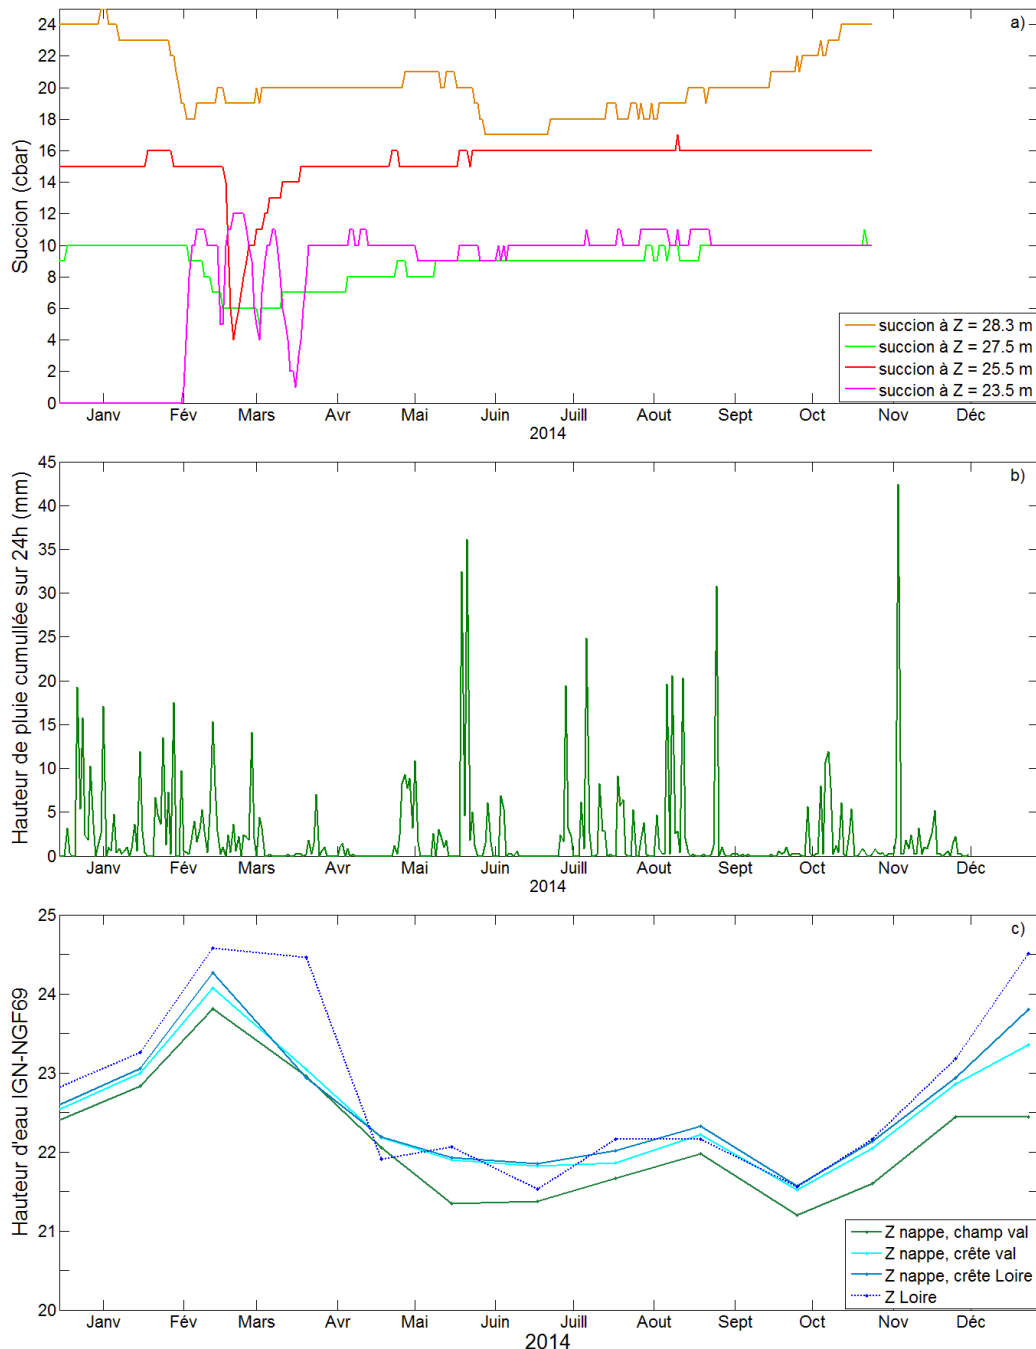 a)
Succion (cbar)
24
22
20
18
16
14
12
10
8
6
4
2
0
succion à Z = 28.3 m
succion à Z = 27.5 m
succion à Z = 25.5 m
succion à Z = 23.5 m
Janv Fév Mars Avr Mai Juin Juill Aout Sept Oct Nov Déc
2014
b)
Hauteur de pluie cumullée sur 24h (mm)
45
40
35
30
25
20
15
10
5
0
Janv Fév Mars Avr Mai Juin Juill Aout Sept Oct Nov Déc
2014
c)
Hauteur d'eau IGN-NGF69
25
24
23
22
21
20
Z nappe, champ val
Z nappe, crête val
Z nappe, crête Loire
Z Loire
Janv Fév Mars Avr Mai Juin Juill Aout Sept Oct Nov Déc
2014